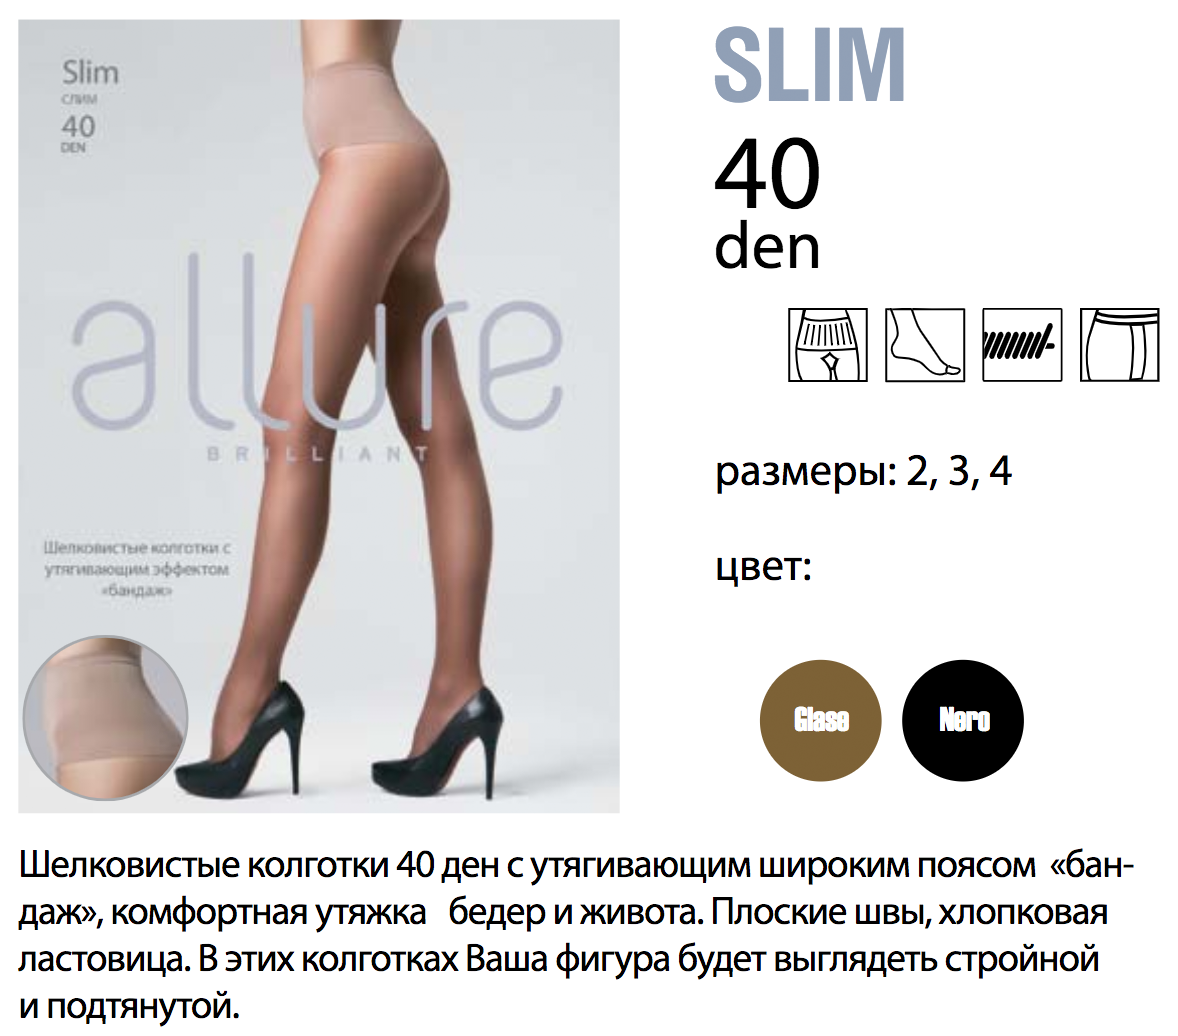 Slim
СЛИМ
40
DEN
allure
BRILLIANT
Шелковистые колготки с
утягивающим эффектом
«бандаж»
SLIM
40
den
размеры: 2, 3, 4
цвет:
Glase
Nero
Шелковистые колготки 40 ден с утягивающим широким поясом «бан-
даж», комфортная утяжка бедер и живота. Плоские швы, хлопковая
ластовица. В этих колготках Ваша фигура будет выглядеть стройной
и подтянутой.